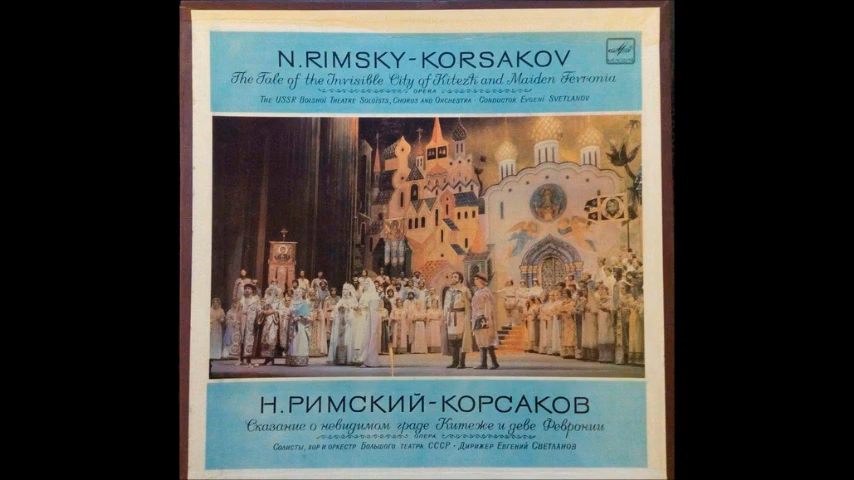 N. RIMSKY-KORSAKOV
The Tale of the Invisible City of Kitezh and Maiden Fevronia
OPERA
THE USSR BOLSHOI THEATRE SOLOISTS, CHORUS AND ORCHESTRA · CONDUCTOR EVGENI SVETLANOV
Н. РИМСКИЙ-КОРСАКОВ
Сказание о невидимом граде Китеже и деве Февронии
ОПЕРА
СОЛИСТЫ, ХОР И ОРКЕСТР БОЛЬШОГО ТЕАТРА СССР · ДИРИЖЕР ЕВГЕНИЙ СВЕТЛАНОВ